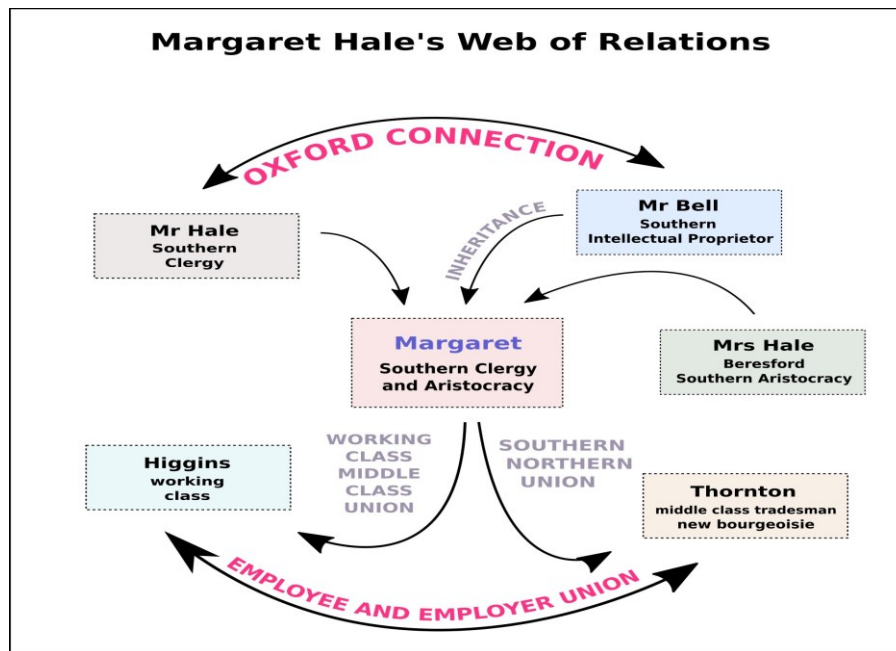 Margaret Hale's Web of Relations
OXFORD CONNECTION
Mr Hale
Southern
Clergy
INHERITANCE
Mr Bell
Southern
Intellectual Proprietor
Margaret
Southern Clergy
and Aristocracy
Mrs Hale
Beresford
Southern Aristocracy
Higgins
working
class
WORKING
CLASS
MIDDLE
CLASS
UNION
SOUTHERN
NORTHERN
UNION
Thornton
middle class tradesman
new bourgeoisie
EMPLOYEE AND EMPLOYER UNION